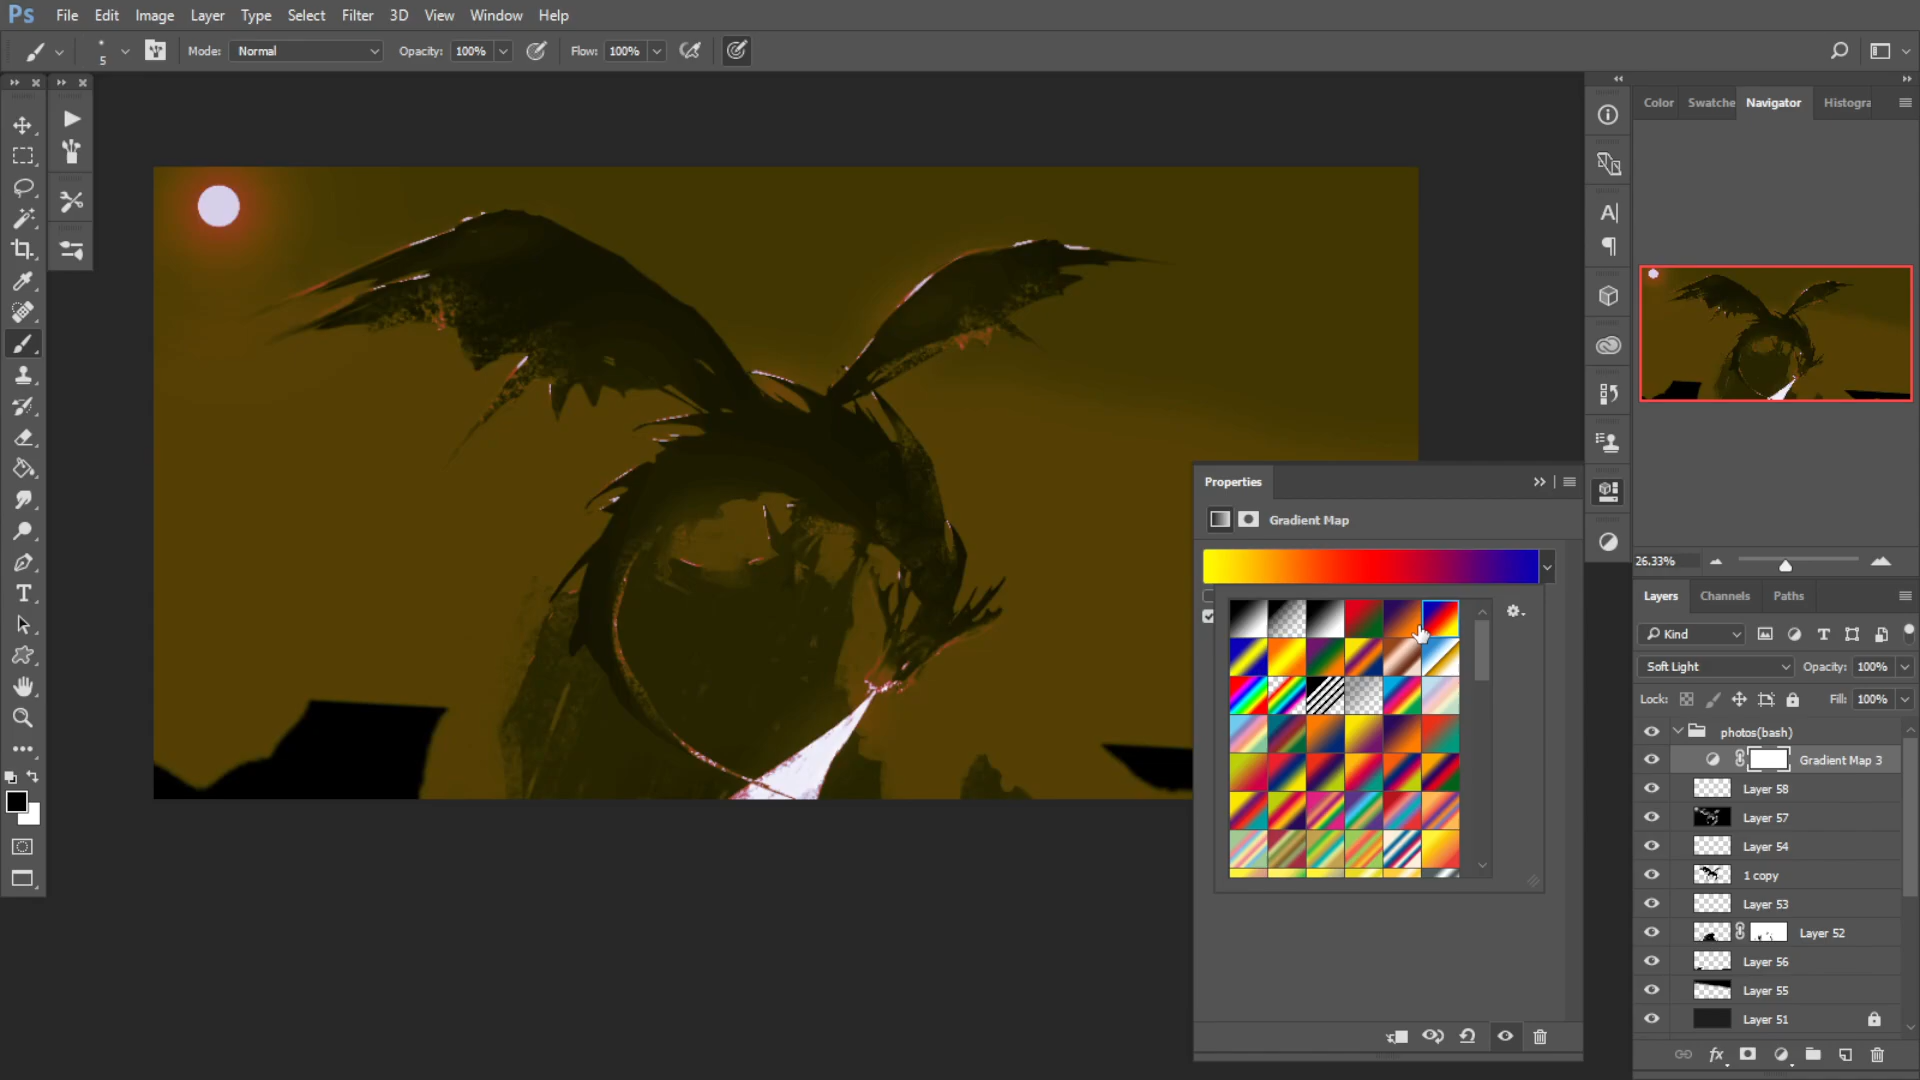 Ps File Edit Image Layer Type Select Filter 3D View Window Help
5 Mode: Normal Opacity: 100% Flow: 100%
Color Swatche Navigator Histogra
26.33%
Properties
Gradient Map
Layers Channels Paths
Kind
Soft Light Opacity: 100%
Lock: Fill: 100%
photos(bash)
Gradient Map 3
Layer 58
Layer 57
Layer 54
1 copy
Layer 53
Layer 52
Layer 56
Layer 55
Layer 51
fx